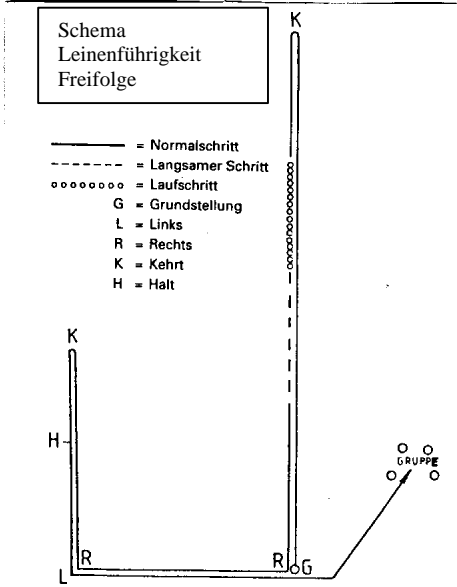 Schema
Leinenführigkeit
Freifolge
K
= Normalschritt
= Langsamer Schritt
= Laufschritt
G = Grundstellung
L = Links
R = Rechts
K = Kehrt
H = Halt
K
H
GRUPPE
R
R
G
L